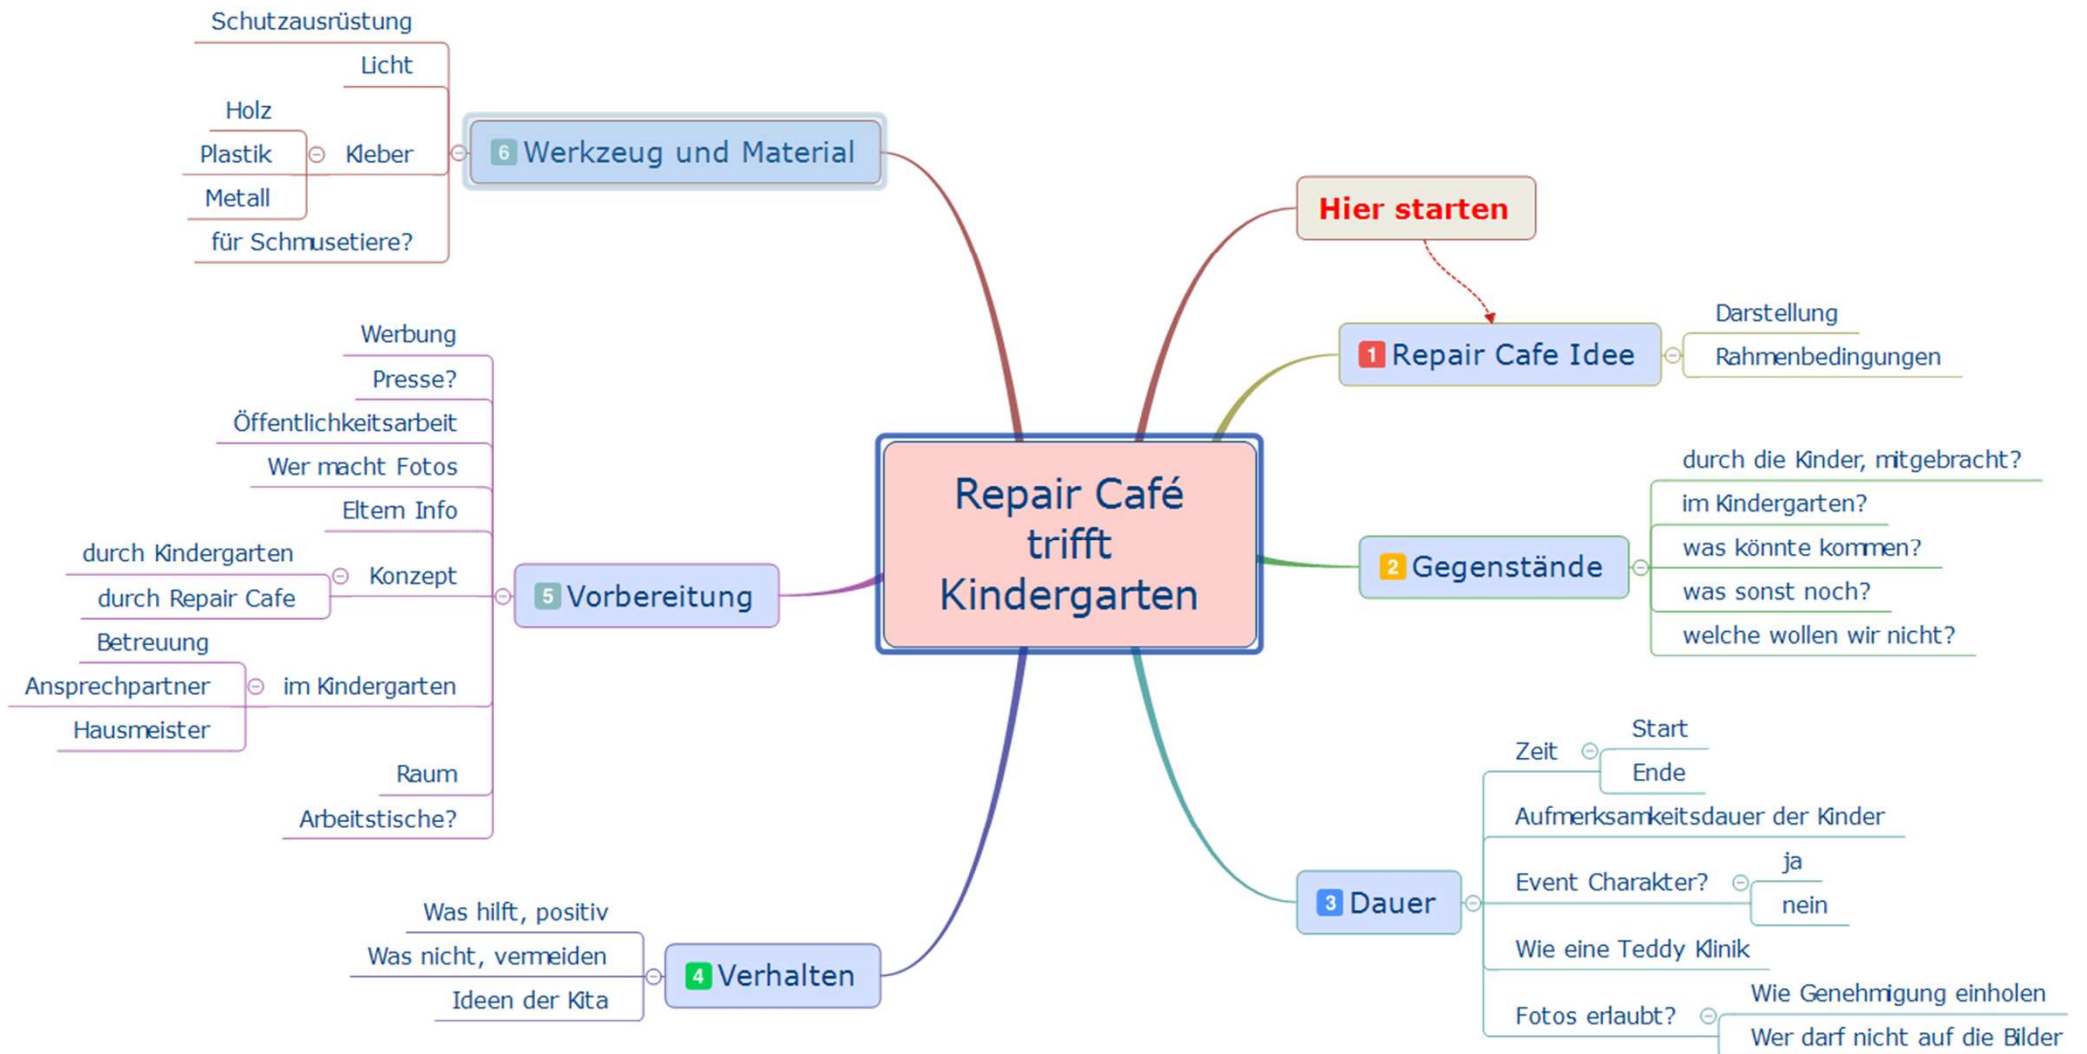 Repair Café
trifft
Kindergarten
Hier starten
1 Repair Cafe Idee
Darstellung
Rahmenbedingungen
2 Gegenstände
durch die Kinder, mitgebracht?
im Kindergarten?
was könnte kommen?
was sonst noch?
welche wollen wir nicht?
3 Dauer
Zeit
Start
Ende
Aufmerksamkeitsdauer der Kinder
Event Charakter?
ja
nein
Wie eine Teddy Klinik
Fotos erlaubt?
Wie Genehmigung einholen
Wer darf nicht auf die Bilder
4 Verhalten
Was hilft, positiv
Was nicht, vermeiden
Ideen der Kita
5 Vorbereitung
Werbung
Presse?
Öffentlichkeitsarbeit
Wer macht Fotos
Eltern Info
Konzept
durch Kindergarten
durch Repair Cafe
im Kindergarten
Betreuung
Ansprechpartner
Hausmeister
Raum
Arbeitstische?
6 Werkzeug und Material
Schutzausrüstung
Licht
Kleber
Holz
Plastik
Metall
für Schmusetiere?